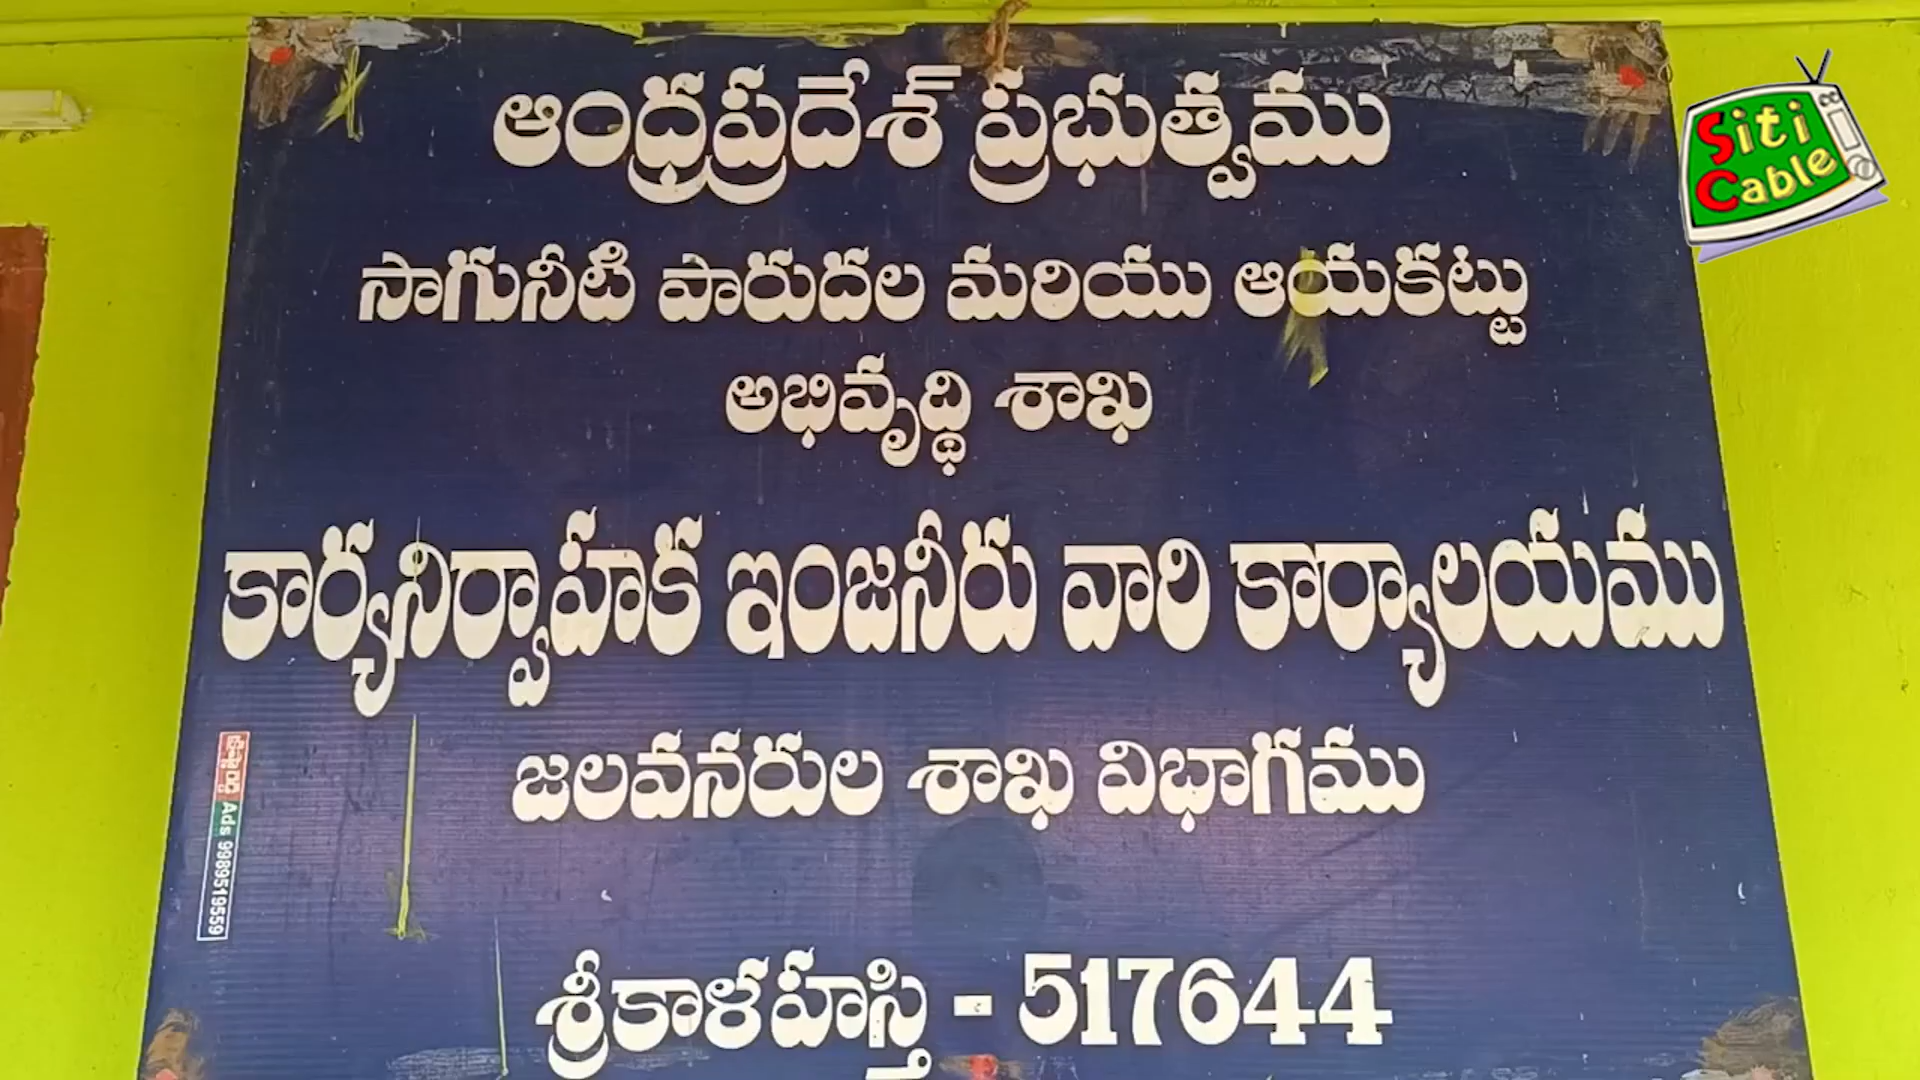 ఆంధ్రప్రదేశ్ ప్రభుత్వము
సాగునీటి పారుదల మరియు ఆయకట్టు
అభివృద్ధి శాఖ
కార్యనిర్వాహక ఇంజనీరు వారి కార్యాలయము
జలవనరుల శాఖ విభాగము
శ్రీకాళహస్తి - 517644
Ads 9989519559
Siti
Cable